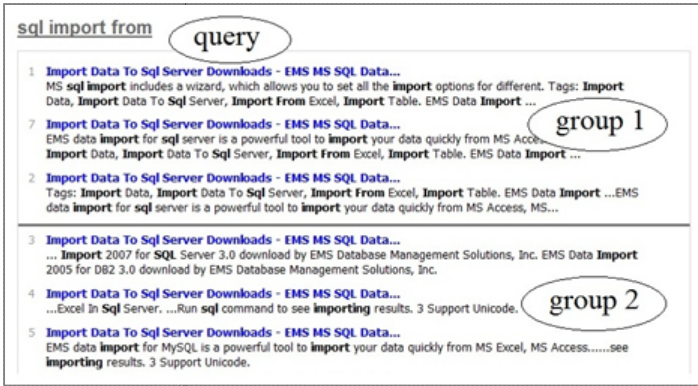 sql import from
query
1 Import Data To Sql Server Downloads - EMS MS SQL Data...
MS sql import includes a wizard, which allows you to set all the import options for different. Tags: Import
Data, Import Data To Sql Server, Import From Excel, Import Table. EMS Data Import ...
7 Import Data To Sql Server Downloads - EMS MS SQL Data...
EMS data import for sql server is a powerful tool to import your data quickly from MS Acce
Import Data, Import Data To Sql Server, Import From Excel, Import Table. EMS Data Import ...
group 1
2 Import Data To Sql Server Downloads - EMS MS SQL Data...
Tags: Import Data, Import Data To Sql Server, Import From Excel, Import Table. EMS Data Import ...EMS
data import for sql server is a powerful tool to import your data quickly from MS Access, MS...
3 Import Data To Sql Server Downloads - EMS MS SQL Data...
... Import 2007 for SQL Server 3.0 download by EMS Database Management Solutions, Inc. EMS Data Import
2005 for DB2 3.0 download by EMS Database Management Solutions, Inc.
4 Import Data To Sql Server Downloads - EMS MS SQL Data...
...Excel In Sql Server. ...Run sql command to see importing results. 3 Support Unicode.
group 2
5 Import Data To Sql Server Downloads - EMS MS SQL Data...
EMS data import for MySQL is a powerful tool to import your data quickly from MS Excel, MS Access......see
importing results. 3 Support Unicode.